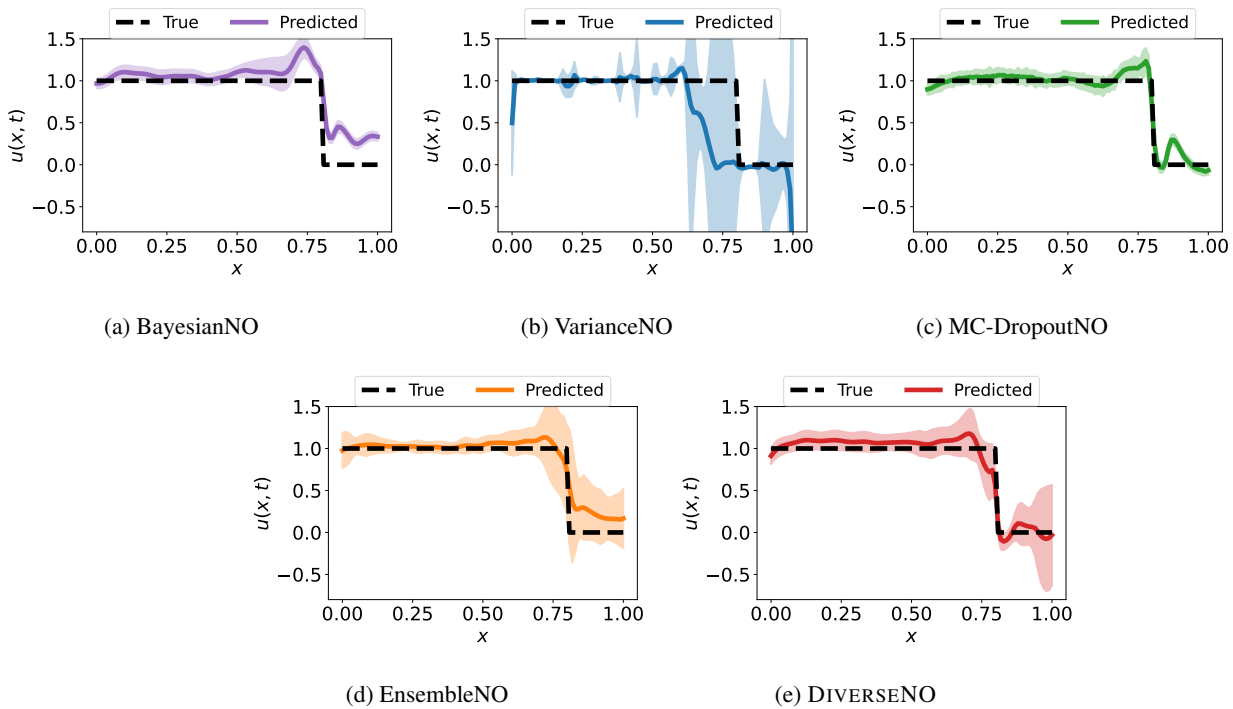 True Predicted
1.5
1.0
0.5
0.0
−0.5
u(x, t)
0.00 0.25 0.50 0.75 1.00
x
(a) BayesianNO
True Predicted
1.5
1.0
0.5
0.0
−0.5
u(x, t)
0.00 0.25 0.50 0.75 1.00
x
(b) VarianceNO
True Predicted
1.5
1.0
0.5
0.0
−0.5
u(x, t)
0.00 0.25 0.50 0.75 1.00
x
(c) MC-DropoutNO
True Predicted
1.5
1.0
0.5
0.0
−0.5
u(x, t)
0.00 0.25 0.50 0.75 1.00
x
(d) EnsembleNO
True Predicted
1.5
1.0
0.5
0.0
−0.5
u(x, t)
0.00 0.25 0.50 0.75 1.00
x
(e) DIVERSENO